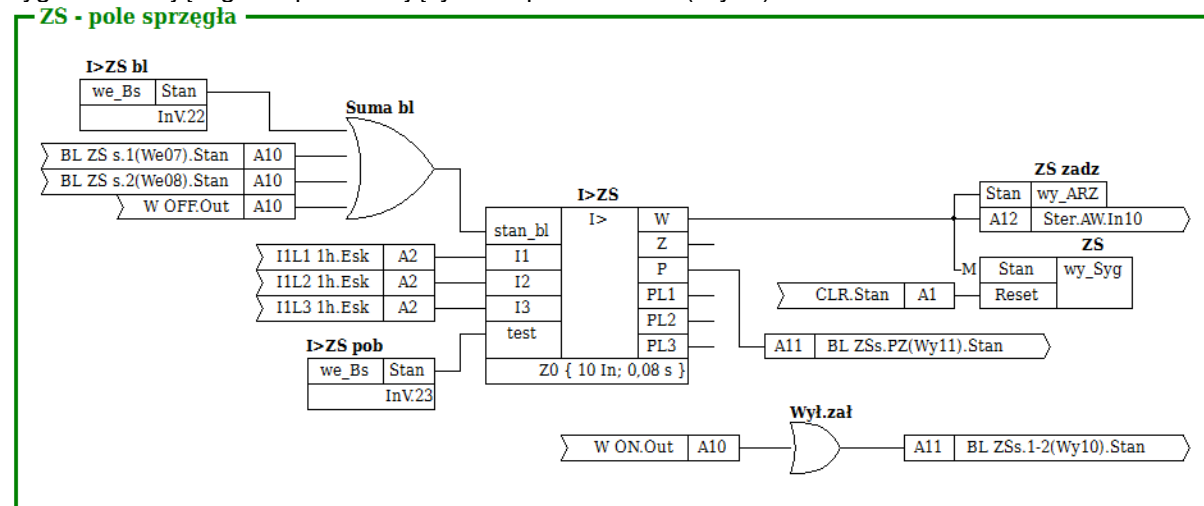 ZS - pole sprzęgła
I>ZS bl
we_Bs Stan
InV.22
Suma bl
BL ZS s.1(We07).Stan A10
BL ZS s.2(We08).Stan A10
W OFF.Out A10
I>ZS
stan_bl I> W
Z
I1L1 1h.Esk A2 I1 P
I1L2 1h.Esk A2 I2 PL1
I1L3 1h.Esk A2 I3 PL2
test PL3
Z0 { 10 In; 0,08 s }
I>ZS pob
we_Bs Stan
InV.23
ZS zadz
Stan wy_ARZ
A12 Ster.AW.In10
ZS
M Stan wy_Syg
CLR.Stan A1 Reset
A11 BL ZSs.PZ(Wy11).Stan
Wył.zał
W ON.Out A10
A11 BL ZSs.1-2(Wy10).Stan